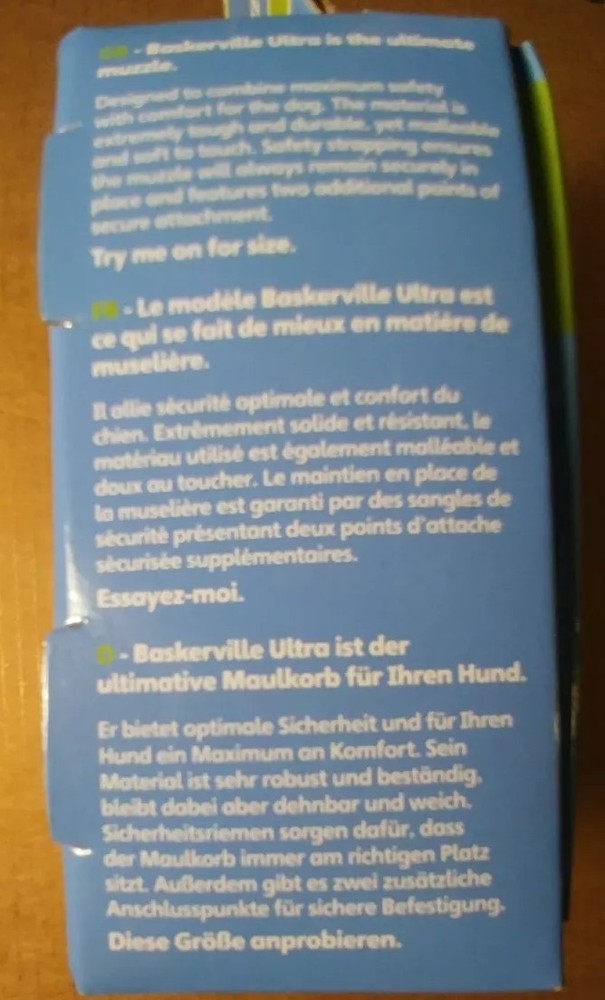 GB - Baskerville Ultra is the ultimate
muzzle.
Designed to combine maximum safety
with comfort for the dog. The material is
extremely tough and durable, yet malleable
and soft to touch. Safety strapping ensures
the muzzle will always remain securely in
place and features two additional points of
secure attachment.
Try me on for size.
FR - Le modèle Baskerville Ultra est
ce qui se fait de mieux en matière de
muselière.
Il allie sécurité optimale et confort du
chien. Extrêmement solide et résistant, le
matériau utilisé est également malléable et
doux au toucher. Le maintien en place de
la muselière est garanti par des sangles de
sécurité présentant deux points d'attache
sécurisée supplémentaires.
Essayez-moi.
D - Baskerville Ultra ist der
ultimative Maulkorb für Ihren Hund.
Er bietet optimale Sicherheit und für Ihren
Hund ein Maximum an Komfort. Sein
Material ist sehr robust und beständig,
bleibt dabei aber dehnbar und weich.
Sicherheitsriemen sorgen dafür, dass
der Maulkorb immer am richtigen Platz
sitzt. Außerdem gibt es zwei zusätzliche
Anschlusspunkte für sichere Befestigung.
Diese Größe anprobieren.